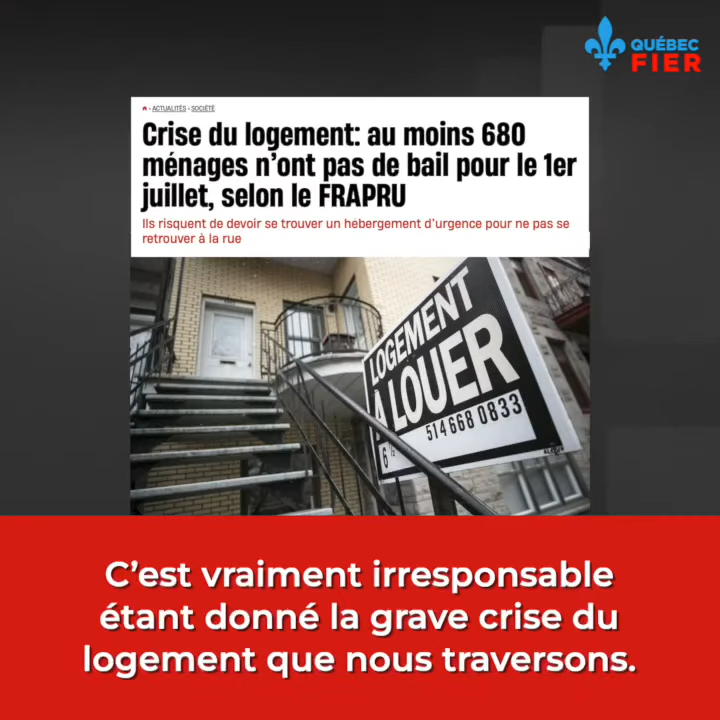 QUÉBEC
FIER
ACTUALITÉS • SOCIÉTÉ
Crise du logement: au moins 680
ménages n'ont pas de bail pour le 1er
juillet, selon le FRAPRU
Ils risquent de devoir se trouver un hébergement d'urgence pour ne pas se
retrouver à la rue
LOGEMENT
À LOUER
514 668 0833
6 ½
C'est vraiment irresponsable
étant donné la grave crise du
logement que nous traversons.